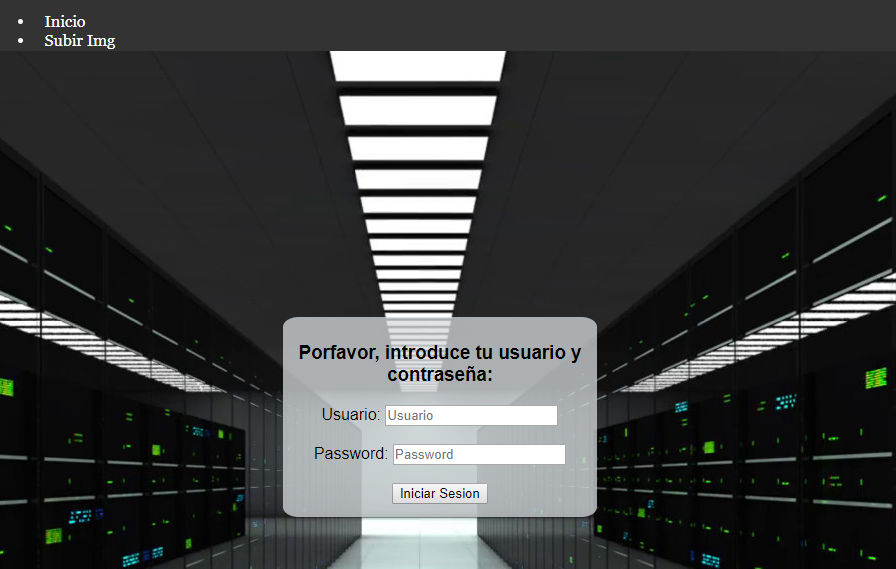 Inicio
Subir Img
Porfavor, introduce tu usuario y
contraseña:
Usuario: Usuario
Password: Password
Iniciar Sesion